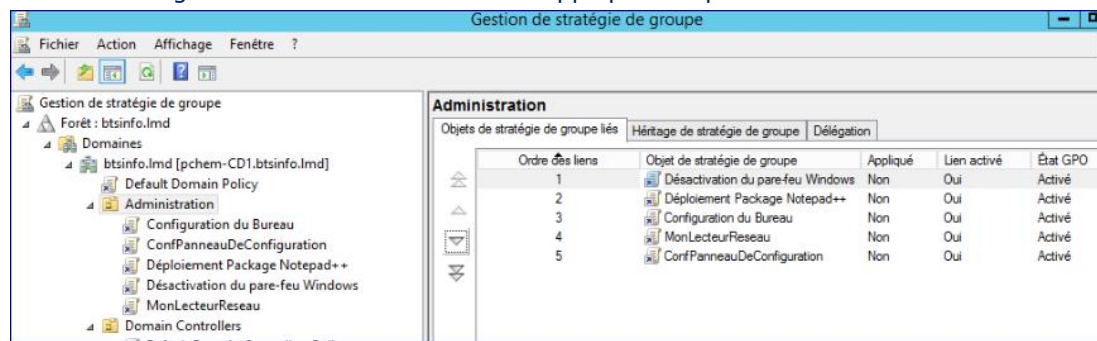 Gestion de stratégie de groupe
Fichier Action Affichage Fenêtre ?
Gestion de stratégie de groupe
Forêt : btsinfo.lmd
Domaines
btsinfo.lmd [pchem-CD1.btsinfo.lmd]
Default Domain Policy
Administration
Configuration du Bureau
ConfPanneauDeConfiguration
Déploiement Package Notepad++
Désactivation du pare-feu Windows
MonLecteurReseau
Domain Controllers
Administration
Objets de stratégie de groupe liés Héritage de stratégie de groupe Délégation
Ordre des liens Objet de stratégie de groupe Appliqué Lien activé État GPO
1 Désactivation du pare-feu Windows Non Oui Activé
2 Déploiement Package Notepad++ Non Oui Activé
3 Configuration du Bureau Non Oui Activé
4 MonLecteurReseau Non Oui Activé
5 ConfPanneauDeConfiguration Non Oui Activé